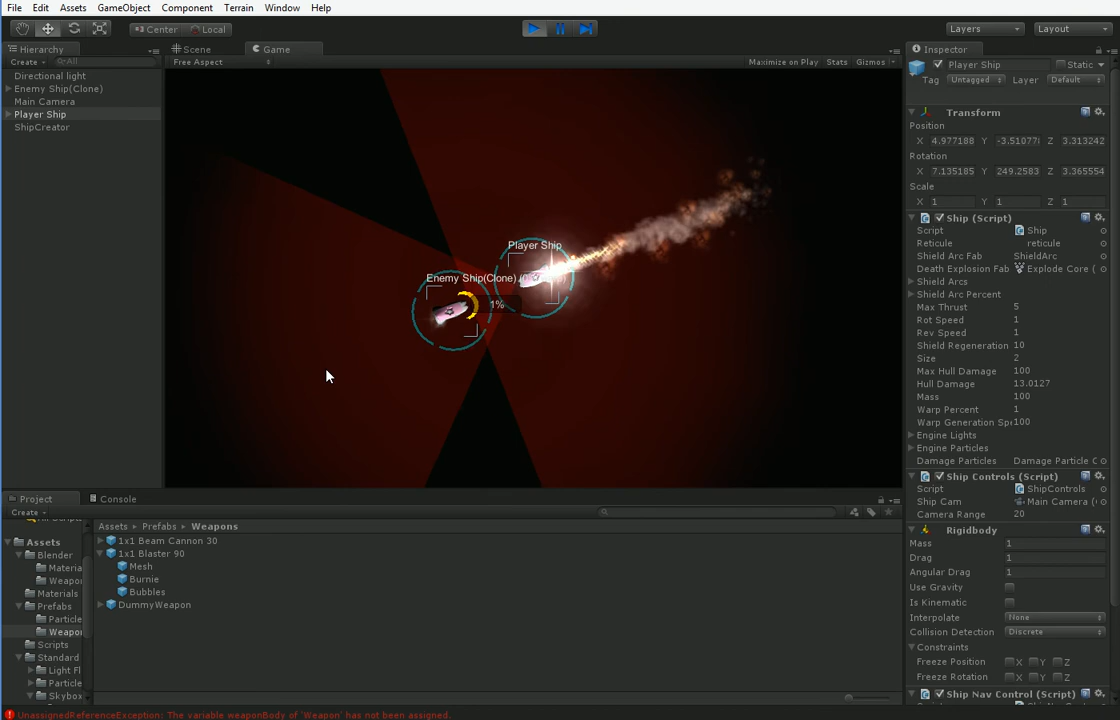 File Edit Assets GameObject Component Terrain Window Help
Center Local Layers Layout
Hierarchy Scene Game Inspector
Create All Free Aspect Maximize on Play Stats Gizmos Player Ship Static
Directional light Tag Untagged Layer Default
Enemy Ship(Clone)
Main Camera
Player Ship Transform
ShipCreator Position
X 4.977188 Y -3.51077 Z 3.313242
Rotation
X 7.135185 Y 249.2583 Z 3.365554
Scale
X 1 Y 1 Z 1
Ship (Script)
Script Ship
Player Ship Reticule reticule
Shield Arc Fab ShieldArc
Death Explosion Fab Explode Core (
Enemy Ship(Clone) Shield Arcs
Shield Arc Percent
1% Max Thrust 5
Rot Speed 1
Rev Speed 1
Shield Regeneration 10
Size 2
Max Hull Damage 100
Hull Damage 13.0127
Mass 100
Warp Percent 1
Warp Generation Sp 100
Engine Lights
Engine Particles
Damage Particles Damage Particle C
Ship Controls (Script)
Script ShipControls
Ship Cam Main Camera (
Camera Range 20
Project Console
Create
Assets Prefabs Weapons Rigidbody
Assets 1x1 Beam Cannon 30 Mass 1
Blender 1x1 Blaster 90 Drag 1
Materia Mesh Angular Drag 1
Weapo Burnie Use Gravity
Materials Bubbles Is Kinematic
Prefabs DummyWeapon Interpolate None
Particle Collision Detection Discrete
Weapon Constraints
Scripts Freeze Position X Y Z
Standard Freeze Rotation X Y Z
Light Fl
Particle
Skybox Ship Nav Control (Script)
UnassignedReferenceException: The variable weaponBody of 'Weapon' has not been assigned.